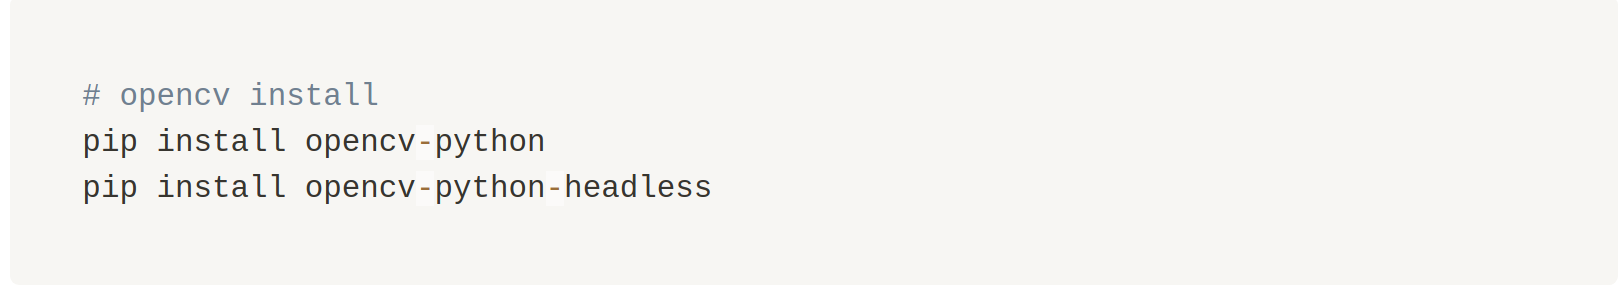 # opencv install
pip install opencv-python
pip install opencv-python-headless